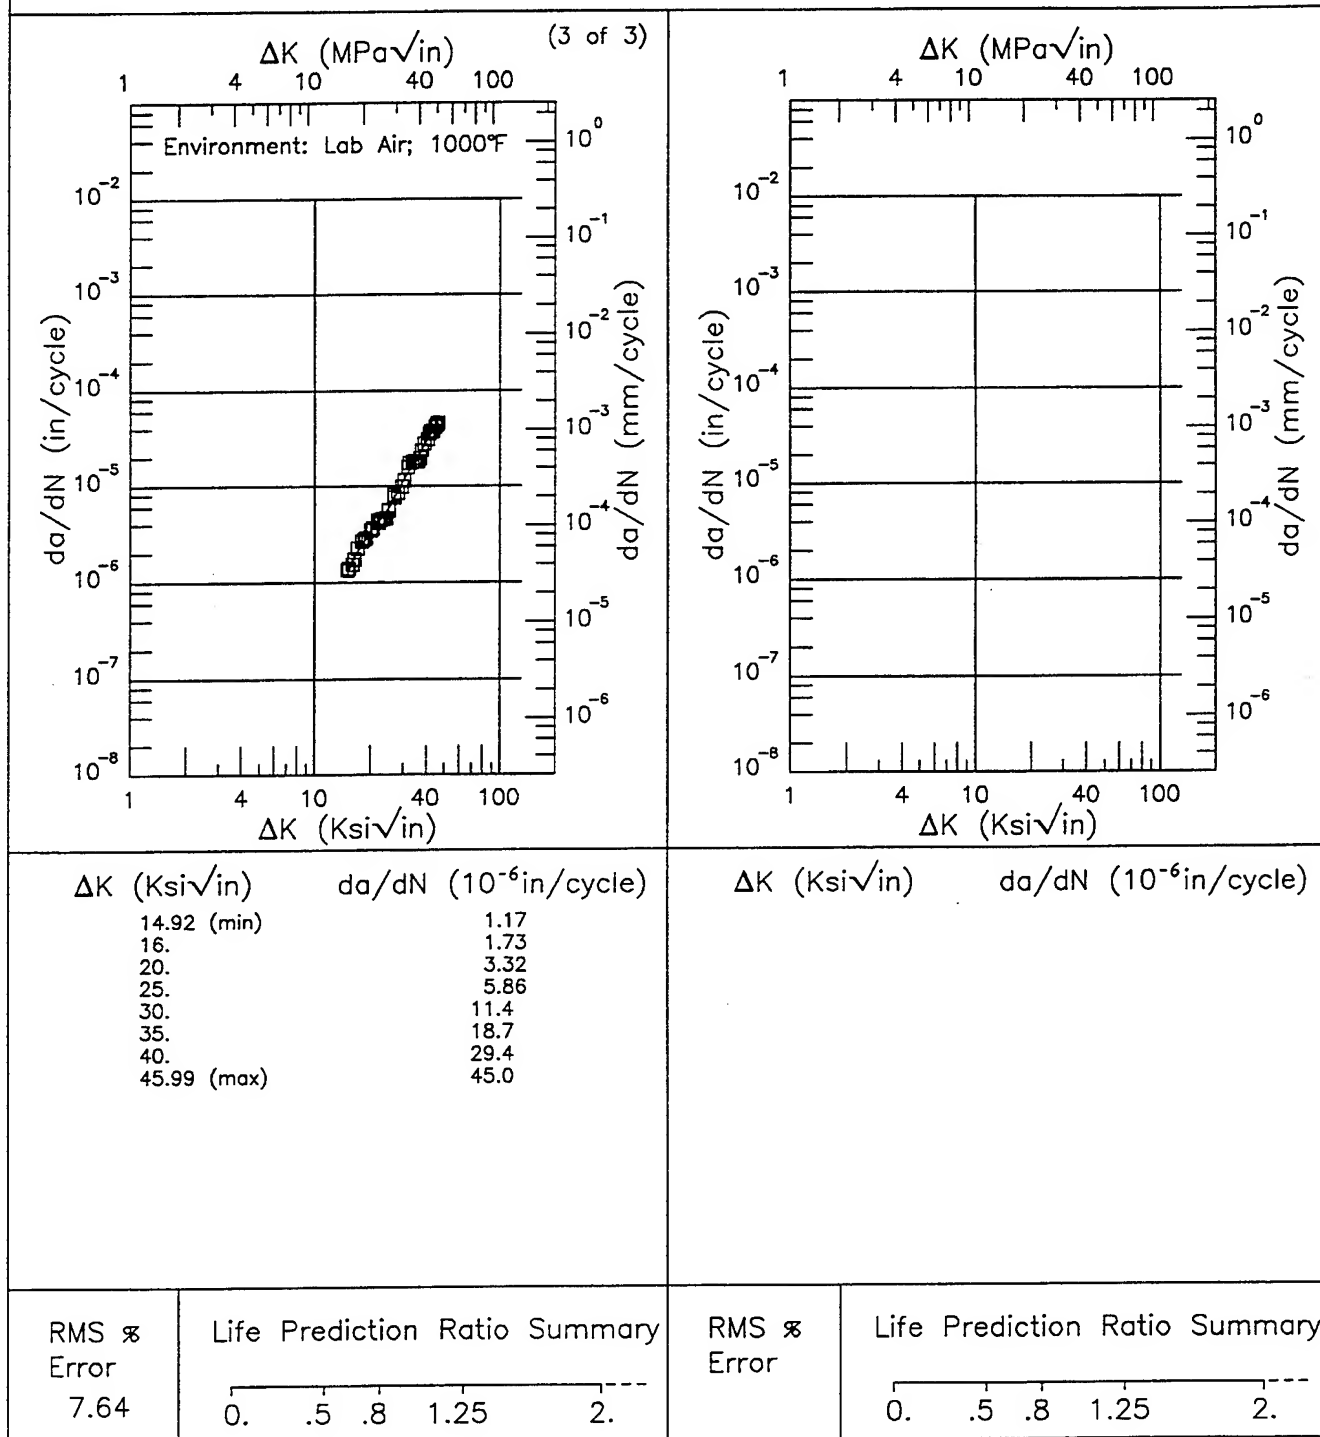 (3 of 3)
ΔK (MPa√in)
1 4 10 40 100
Environment: Lab Air; 1000°F
da/dN (in/cycle)
10⁻²
10⁻³
10⁻⁴
10⁻⁵
10⁻⁶
10⁻⁷
10⁻⁸
10⁰
10⁻¹
10⁻²
10⁻³
10⁻⁴
10⁻⁵
10⁻⁶
da/dN (mm/cycle)
1 4 10 40 100
ΔK (Ksi√in)
ΔK (MPa√in)
1 4 10 40 100
da/dN (in/cycle)
10⁻²
10⁻³
10⁻⁴
10⁻⁵
10⁻⁶
10⁻⁷
10⁻⁸
10⁰
10⁻¹
10⁻²
10⁻³
10⁻⁴
10⁻⁵
10⁻⁶
da/dN (mm/cycle)
1 4 10 40 100
ΔK (Ksi√in)
ΔK (Ksi√in) da/dN (10⁻⁶in/cycle)
14.92 (min) 1.17
16. 1.73
20. 3.32
25. 5.86
30. 11.4
35. 18.7
40. 29.4
45.99 (max) 45.0
ΔK (Ksi√in) da/dN (10⁻⁶in/cycle)
RMS %
Error
7.64
Life Prediction Ratio Summary
0. .5 .8 1.25 2.
RMS %
Error
Life Prediction Ratio Summary
0. .5 .8 1.25 2.